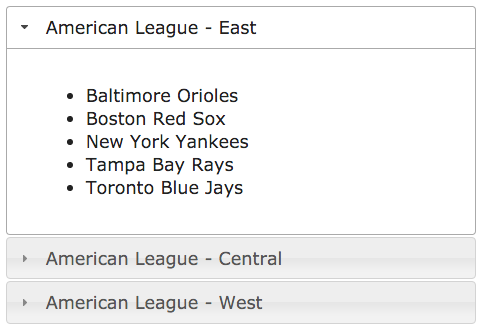 American League - East
Baltimore Orioles
Boston Red Sox
New York Yankees
Tampa Bay Rays
Toronto Blue Jays
American League - Central
American League - West